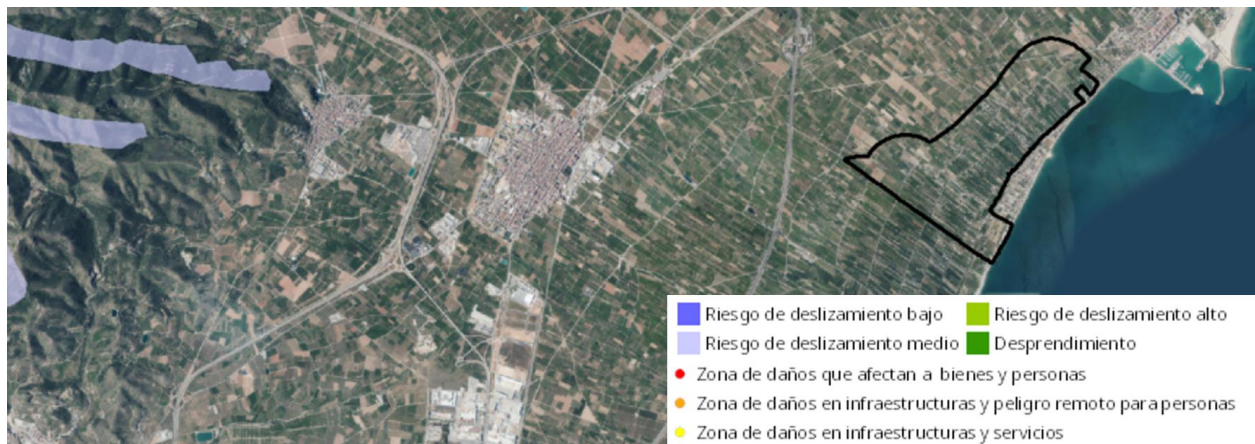 Riesgo de deslizamiento bajo
Riesgo de deslizamiento alto
Riesgo de deslizamiento medio
Desprendimiento
Zona de daños que afectan a bienes y personas
Zona de daños en infraestructuras y peligro remoto para personas
Zona de daños en infraestructuras y servicios